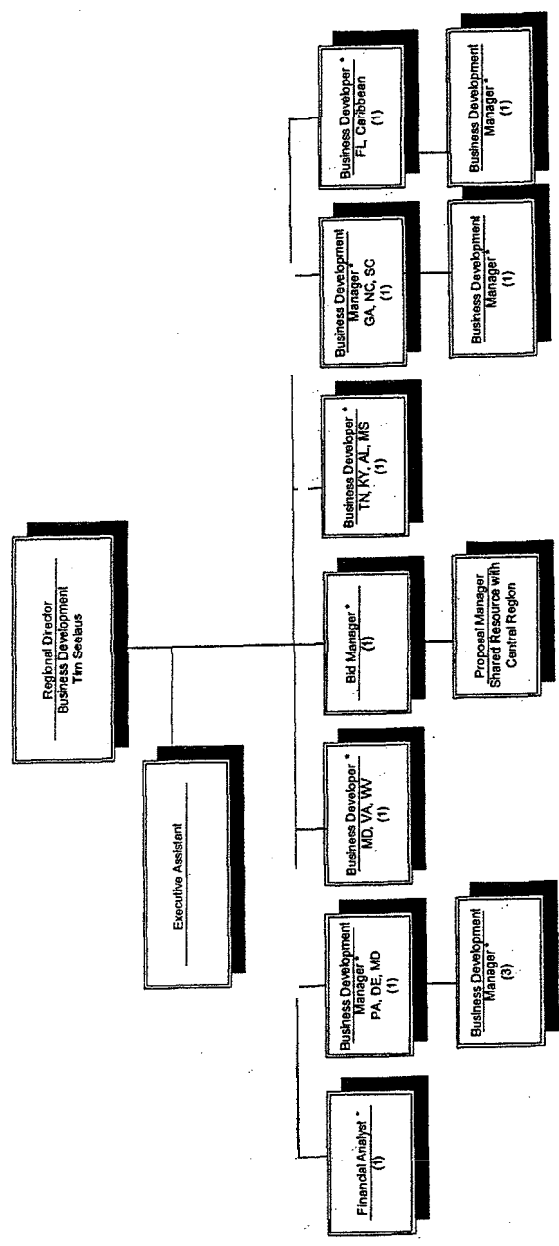 Regional Director
Business Development
Tim Seelaus
Executive Assistant
Financial Analyst *
(1)
Business Development
Manager *
PA, DE, MD
(1)
Business Developer *
MD, VA, WV
(1)
Bid Manager *
(1)
Business Developer *
TN, KY, AL, MS
(1)
Business Development
Manager *
GA, NC, SC
(1)
Business Developer *
FL, Caribbean
(1)
Business Development
Manager *
(3)
Proposal Manager
Shared Resource with
Central Region
Business Development
Manager *
(1)
Business Development
Manager *
(1)